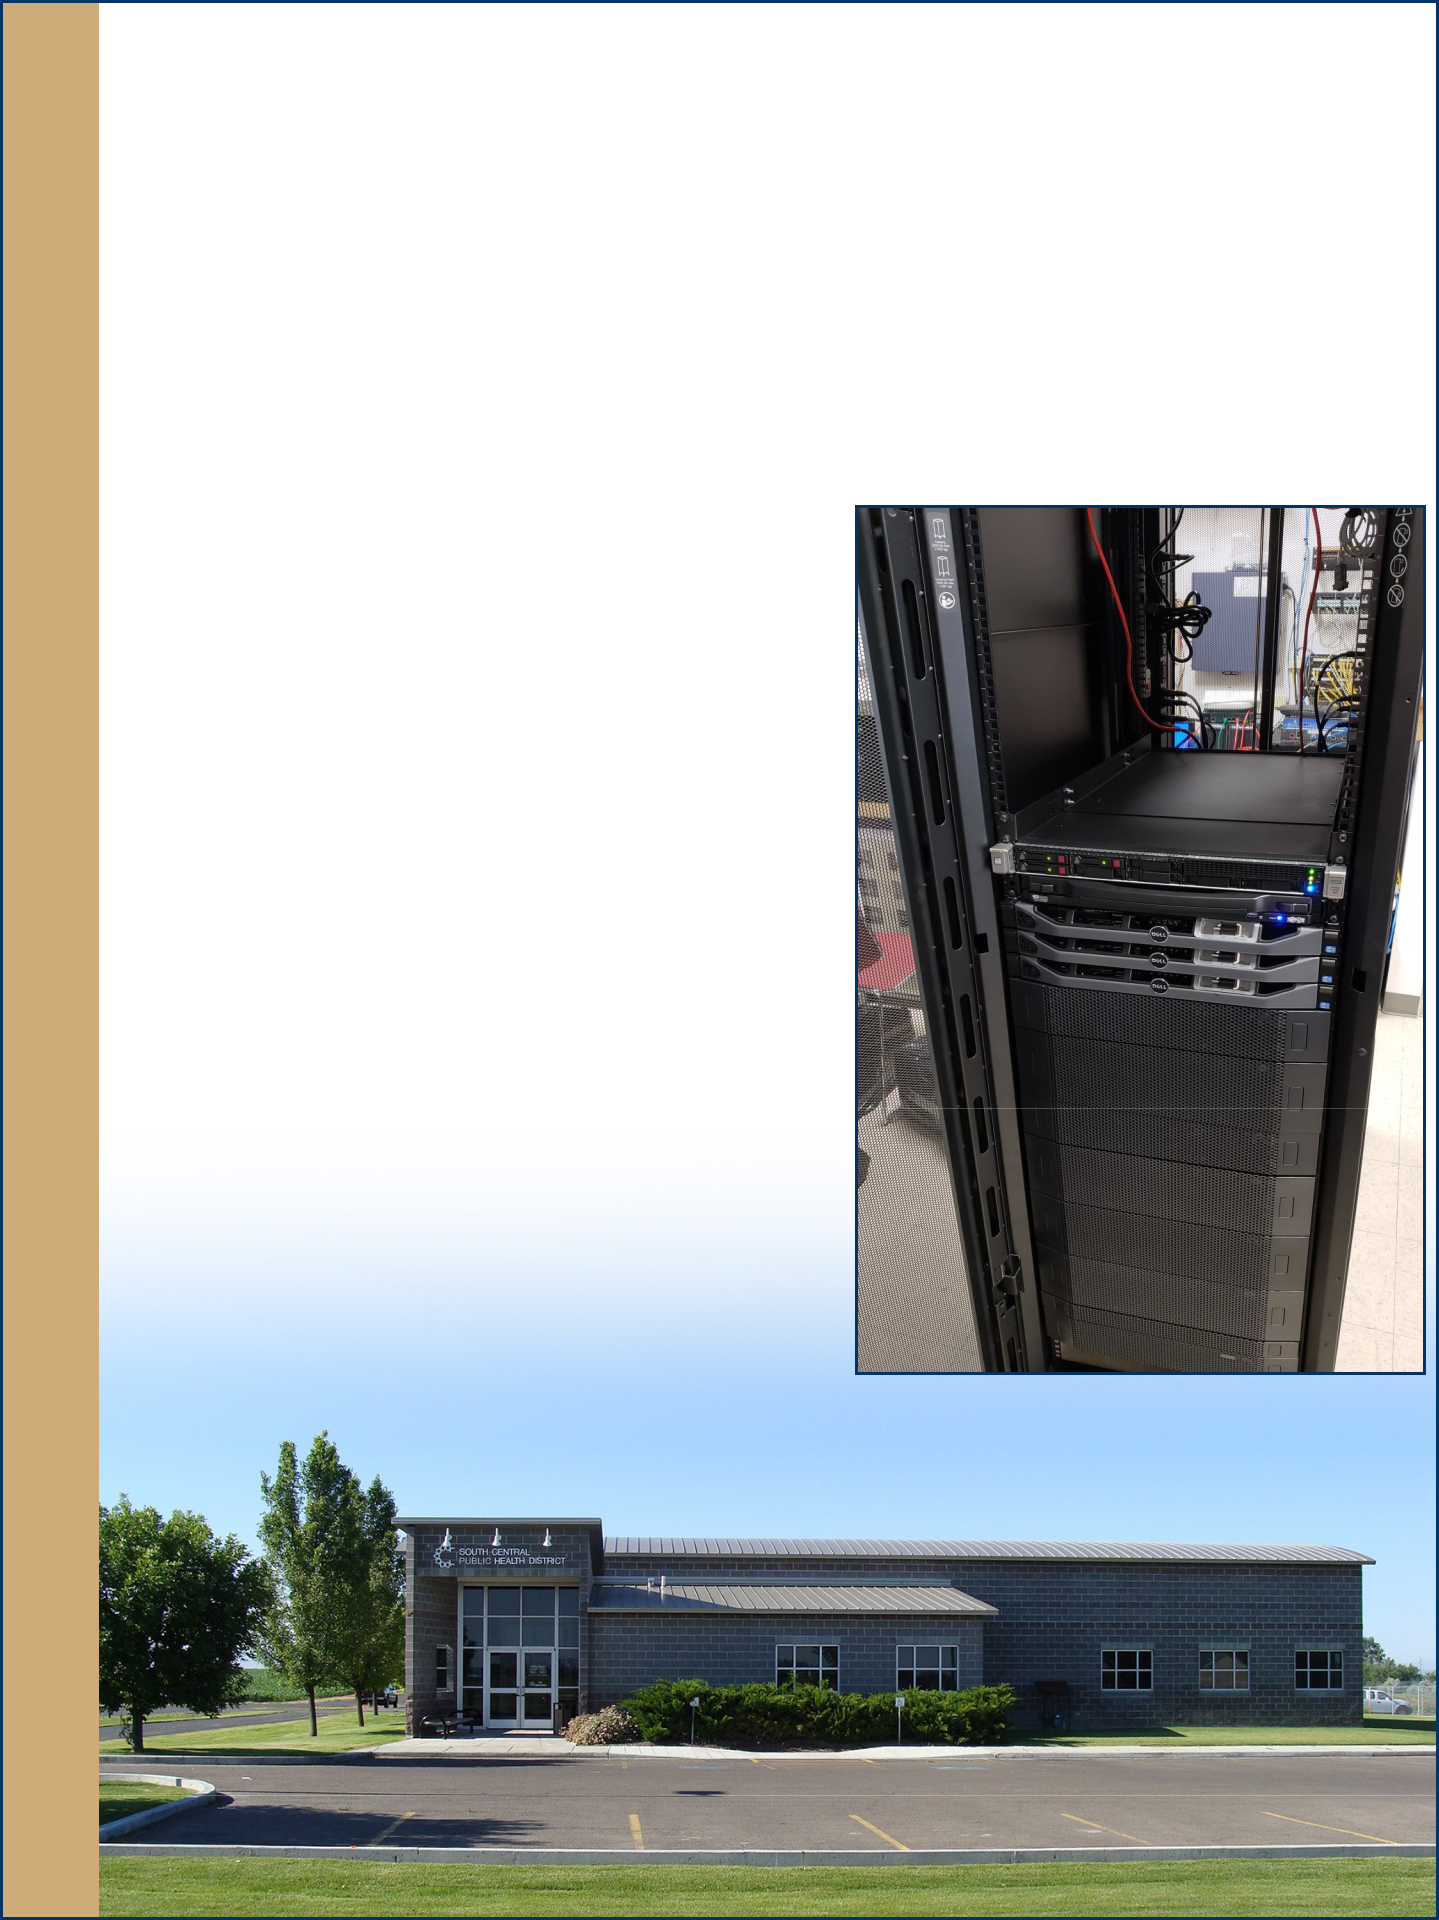 DELL
DELL
DELL
SOUTH CENTRAL
PUBLIC HEALTH DISTRICT